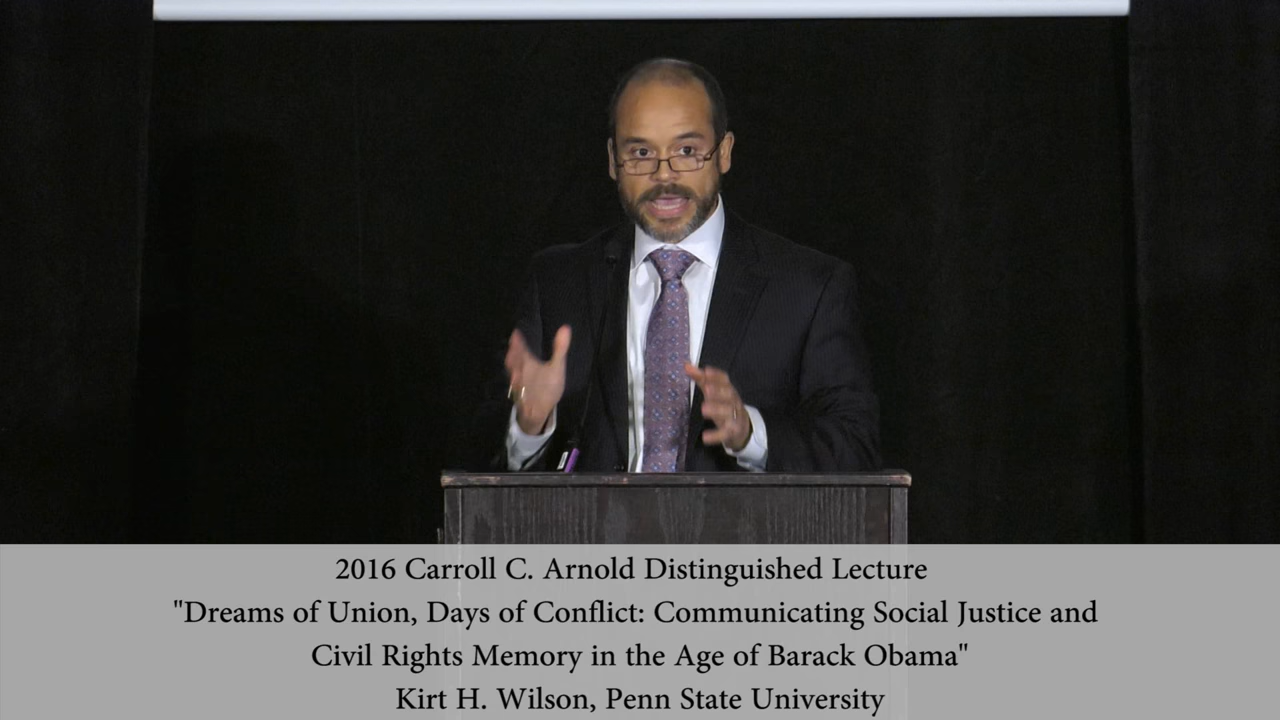 2016 Carroll C. Arnold Distinguished Lecture
"Dreams of Union, Days of Conflict: Communicating Social Justice and
Civil Rights Memory in the Age of Barack Obama"
Kirt H. Wilson, Penn State University